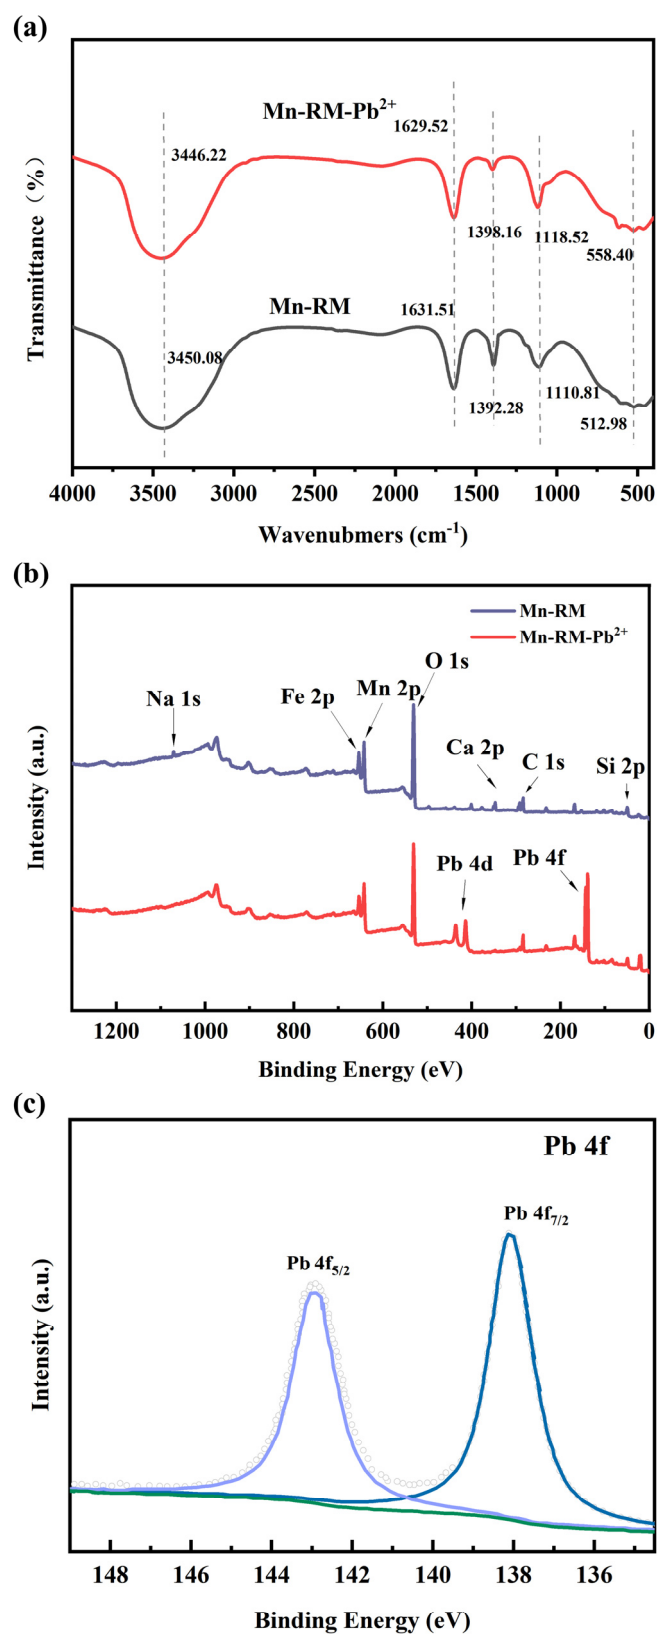 (a)
Mn-RM-Pb²⁺
1629.52
3446.22
1398.16
1118.52
558.40
Mn-RM
1631.51
3450.08
1392.28
1110.81
512.98
Transmittance（%）
4000 3500 3000 2500 2000 1500 1000 500
Wavenubmers (cm⁻¹)
(b)
Mn-RM
Mn-RM-Pb²⁺
O 1s
Na 1s
Fe 2p
Mn 2p
Ca 2p
C 1s
Si 2p
Pb 4d
Pb 4f
Intensity (a.u.)
1200 1000 800 600 400 200 0
Binding Energy (eV)
(c)
Pb 4f
Pb 4f₇/₂
Pb 4f₅/₂
Intensity (a.u.)
148 146 144 142 140 138 136
Binding Energy (eV)